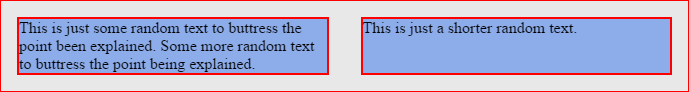 This is just some random text to buttress the
point been explained. Some more random text
to buttress the point being explained.
This is just a shorter random text.